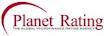 Planet Rating
THE GLOBAL MICROFINANCE RATING AGENCY